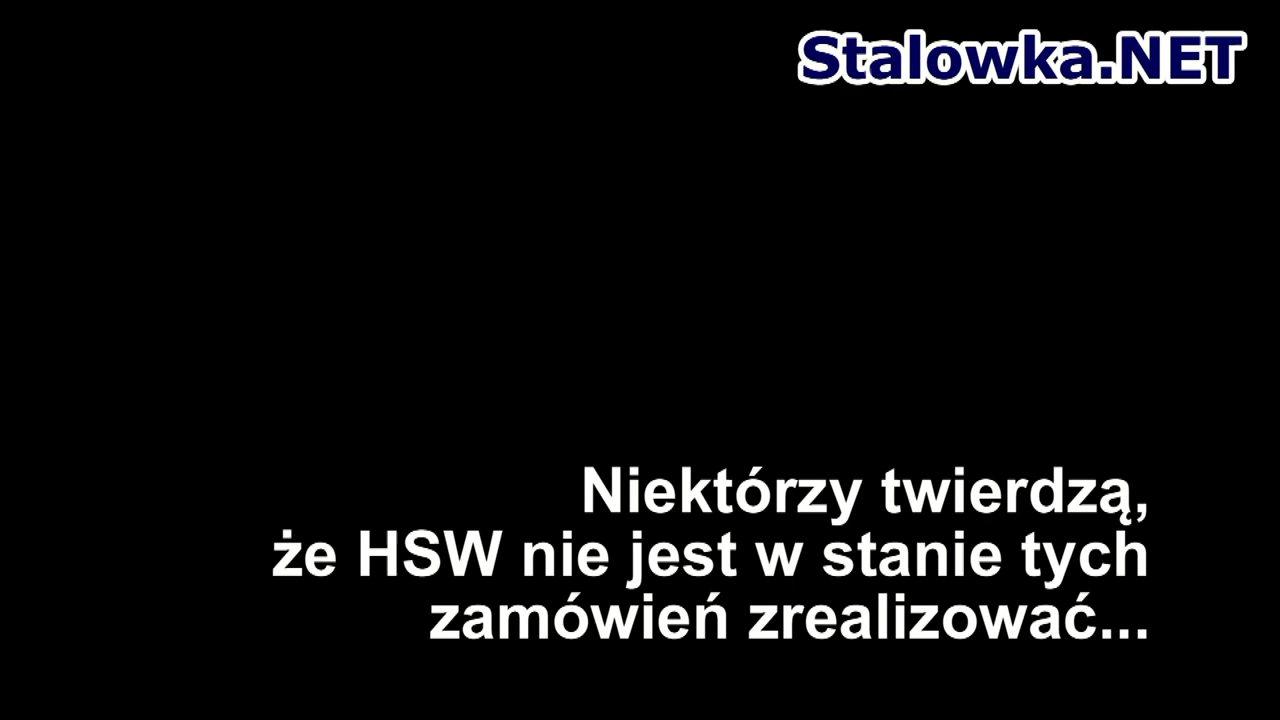 Stalowka.NET
Niektórzy twierdzą,
że HSW nie jest w stanie tych
zamówień zrealizować...